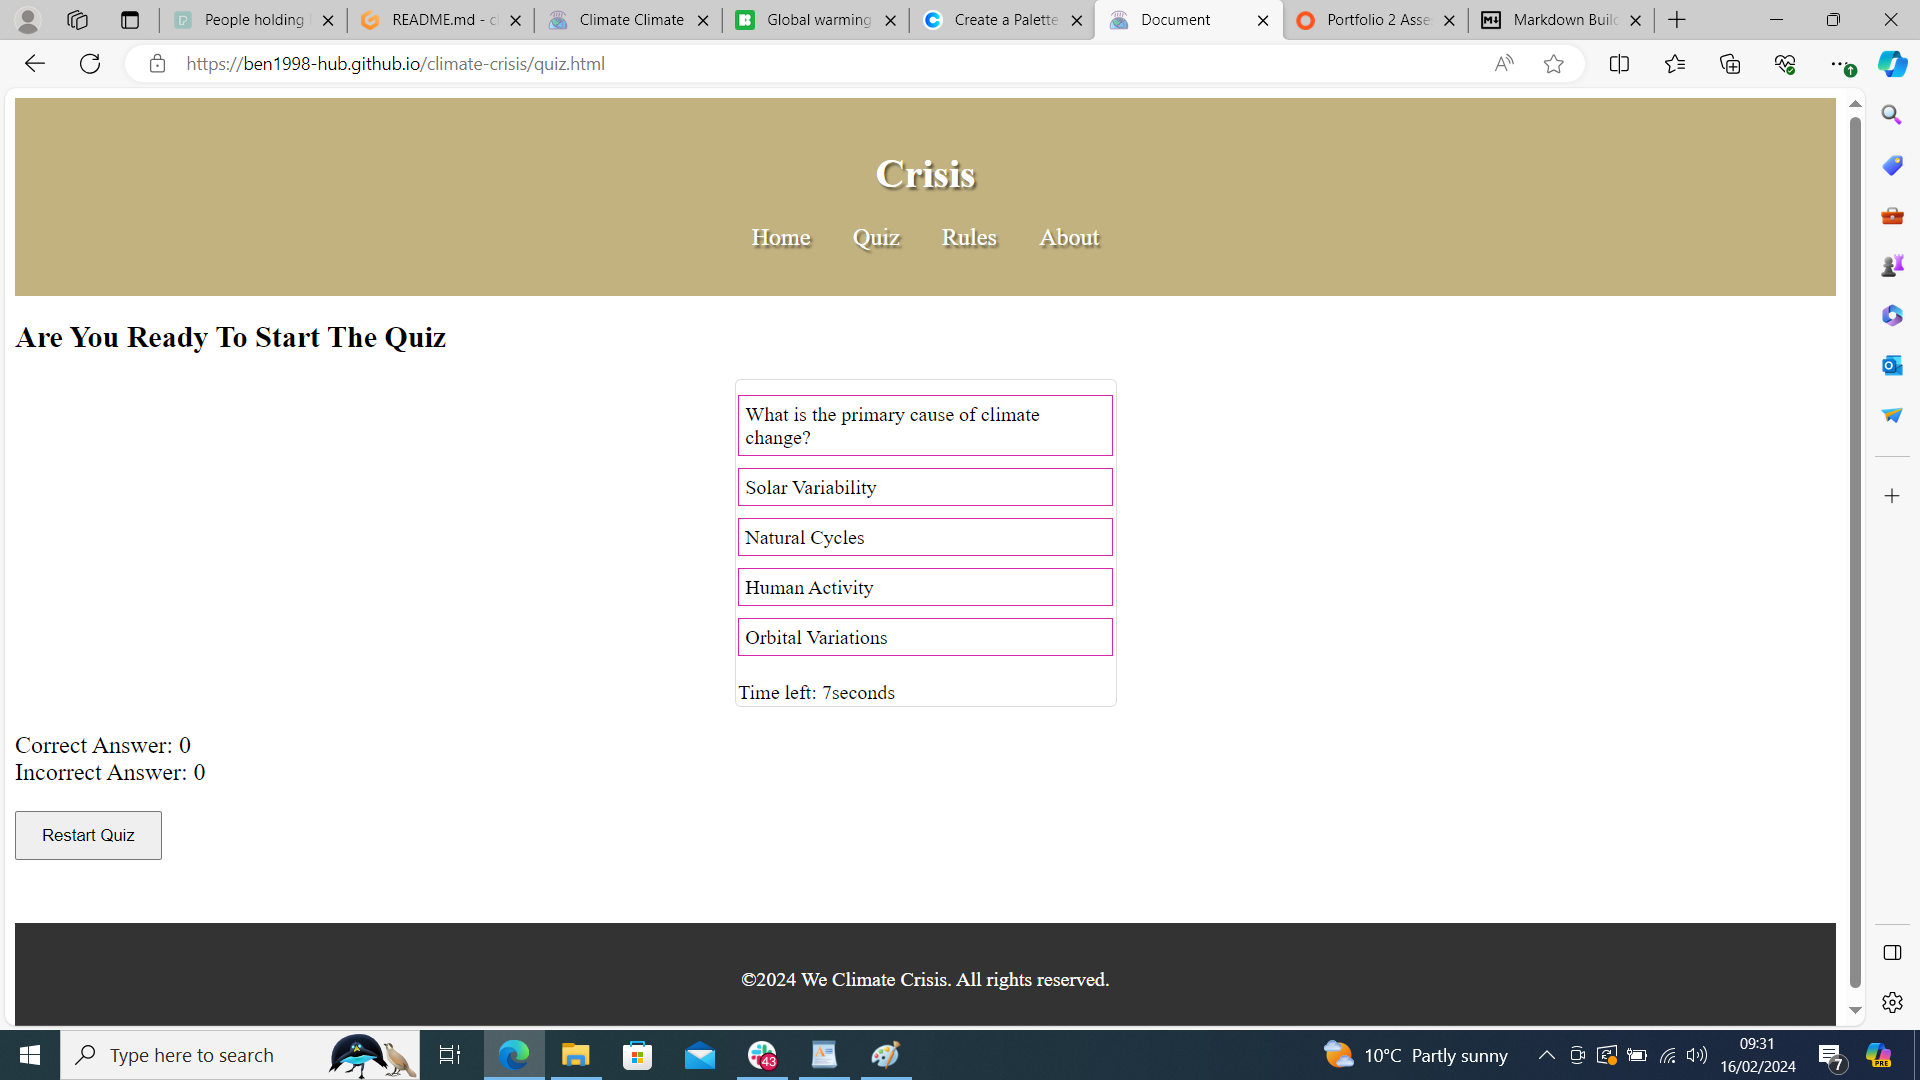 People holding
README.md - cl
Climate Climate
Global warming
Create a Palette
Document
Portfolio 2 Asse
Markdown Builc
https://ben1998-hub.github.io/climate-crisis/quiz.html
Crisis
Home Quiz Rules About
Are You Ready To Start The Quiz
What is the primary cause of climate
change?
Solar Variability
Natural Cycles
Human Activity
Orbital Variations
Time left: 7seconds
Correct Answer: 0
Incorrect Answer: 0
Restart Quiz
©2024 We Climate Crisis. All rights reserved.
Type here to search
43
10°C Partly sunny
09:31
16/02/2024
7
PRE